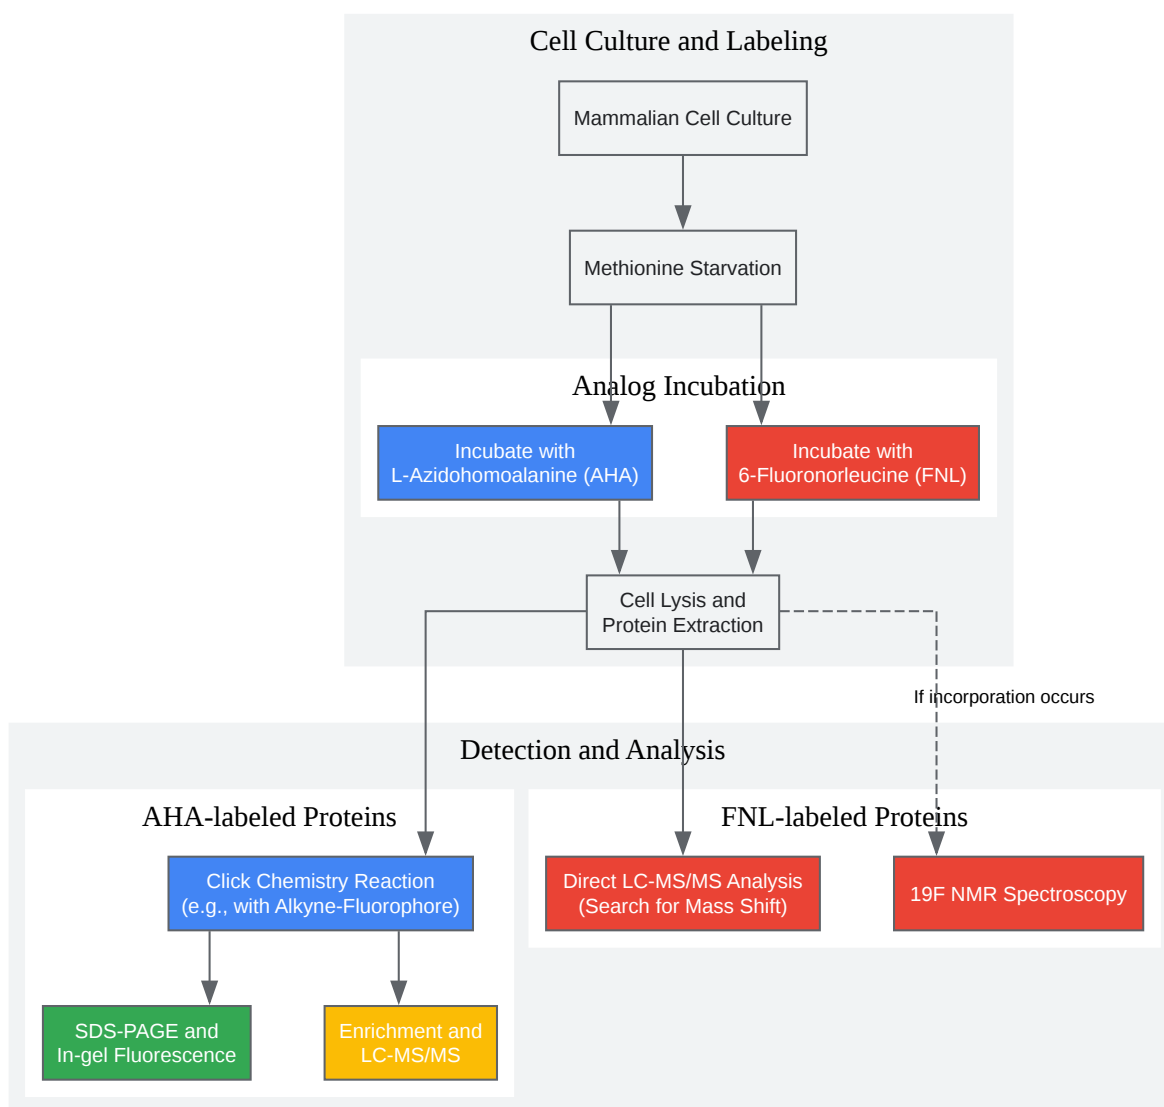 Cell Culture and Labeling
Mammalian Cell Culture
Methionine Starvation
Analog Incubation
Incubate with
L-Azidohomoalanine (AHA)
Incubate with
6-Fluoronorleucine (FNL)
Cell Lysis and
Protein Extraction
If incorporation occurs
Detection and Analysis
AHA-labeled Proteins
FNL-labeled Proteins
Click Chemistry Reaction
(e.g., with Alkyne-Fluorophore)
Direct LC-MS/MS Analysis
(Search for Mass Shift)
19F NMR Spectroscopy
SDS-PAGE and
In-gel Fluorescence
Enrichment and
LC-MS/MS